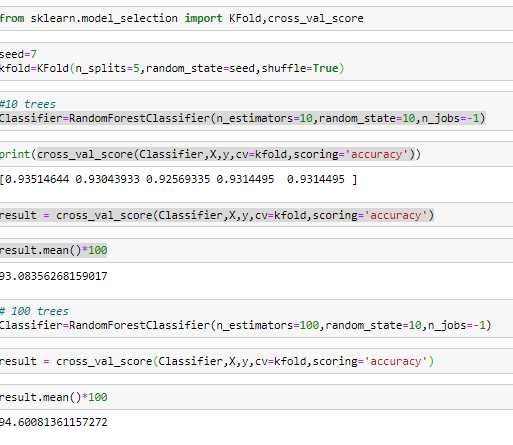 from sklearn.model_selection import KFold,cross_val_score
seed=7
kfold=KFold(n_splits=5,random_state=seed,shuffle=True)
#10 trees
Classifier=RandomForestClassifier(n_estimators=10,random_state=10,n_jobs=-1)
print(cross_val_score(Classifier,X,y,cv=kfold,scoring='accuracy'))
[0.93514644 0.93043933 0.92569335 0.9314495  0.9314495 ]
result = cross_val_score(Classifier,X,y,cv=kfold,scoring='accuracy')
result.mean()*100
93.08356268159017
# 100 trees
Classifier=RandomForestClassifier(n_estimators=100,random_state=10,n_jobs=-1)
result = cross_val_score(Classifier,X,y,cv=kfold,scoring='accuracy')
result.mean()*100
94.60081361157272